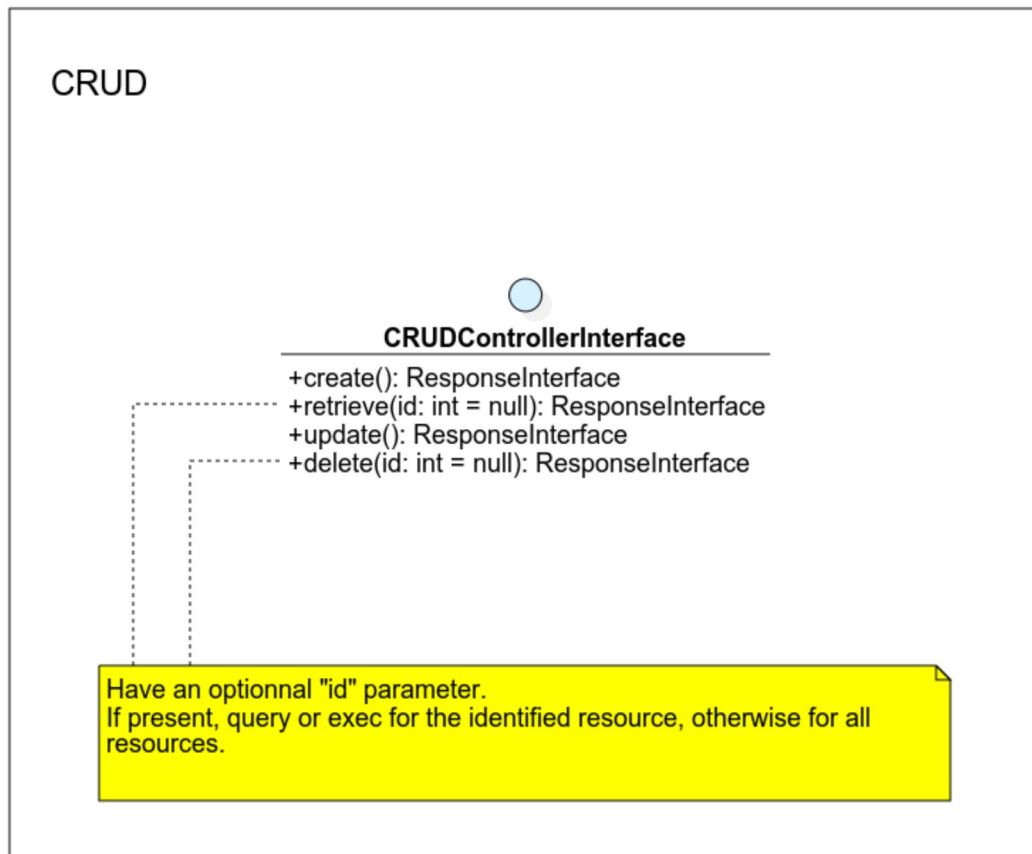 CRUD
CRUDControllerInterface
+create(): ResponseInterface
+retrieve(id: int = null): ResponseInterface
+update(): ResponseInterface
+delete(id: int = null): ResponseInterface
Have an optionnal "id" parameter.
If present, query or exec for the identified resource, otherwise for all
resources.